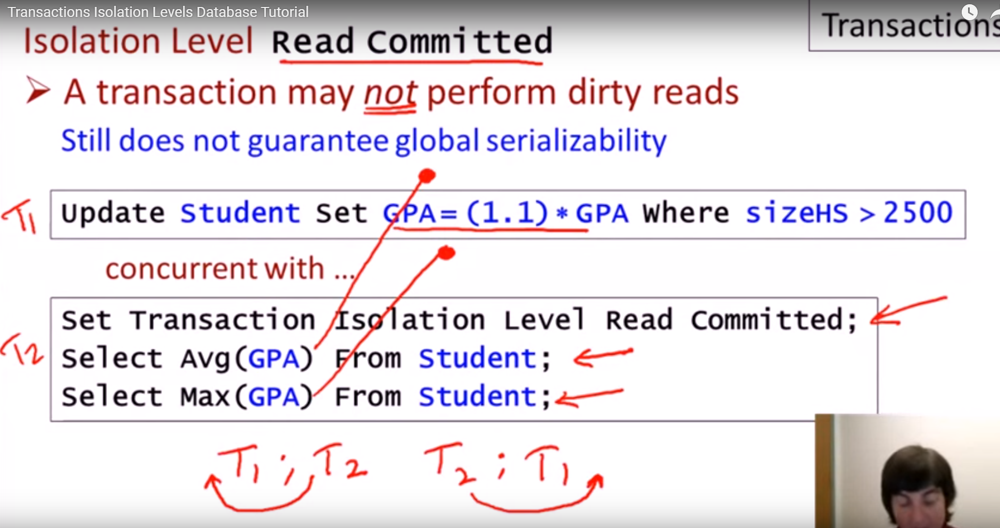 Transactions Isolation Levels Database Tutorial
Transactions
Isolation Level Read Committed
A transaction may not perform dirty reads
Still does not guarantee global serializability
T1
Update Student Set GPA=(1.1)*GPA Where sizeHS >2500
concurrent with ...
T2
Set Transaction Isolation Level Read Committed;
Select Avg(GPA) From Student;
Select Max(GPA) From Student;
T1 ; T2 T2 ; T1